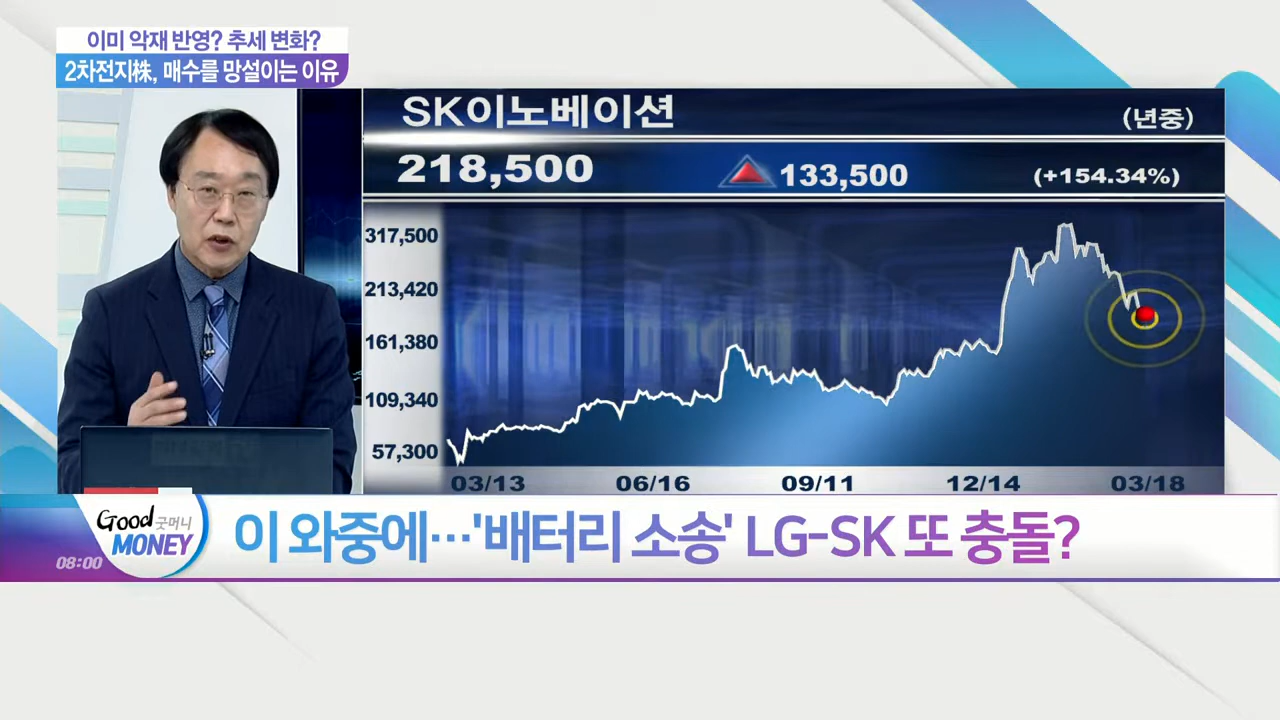 이미 악재 반영? 추세 변화?
2차전지株, 매수를 망설이는 이유
SK이노베이션 (년중)
218,500 133,500 (+154.34%)
317,500
213,420
161,380
109,340
57,300
03/13 06/16 09/11 12/14 03/18
Good 굿머니
MONEY
08:00
이 와중에…'배터리 소송' LG-SK 또 충돌?